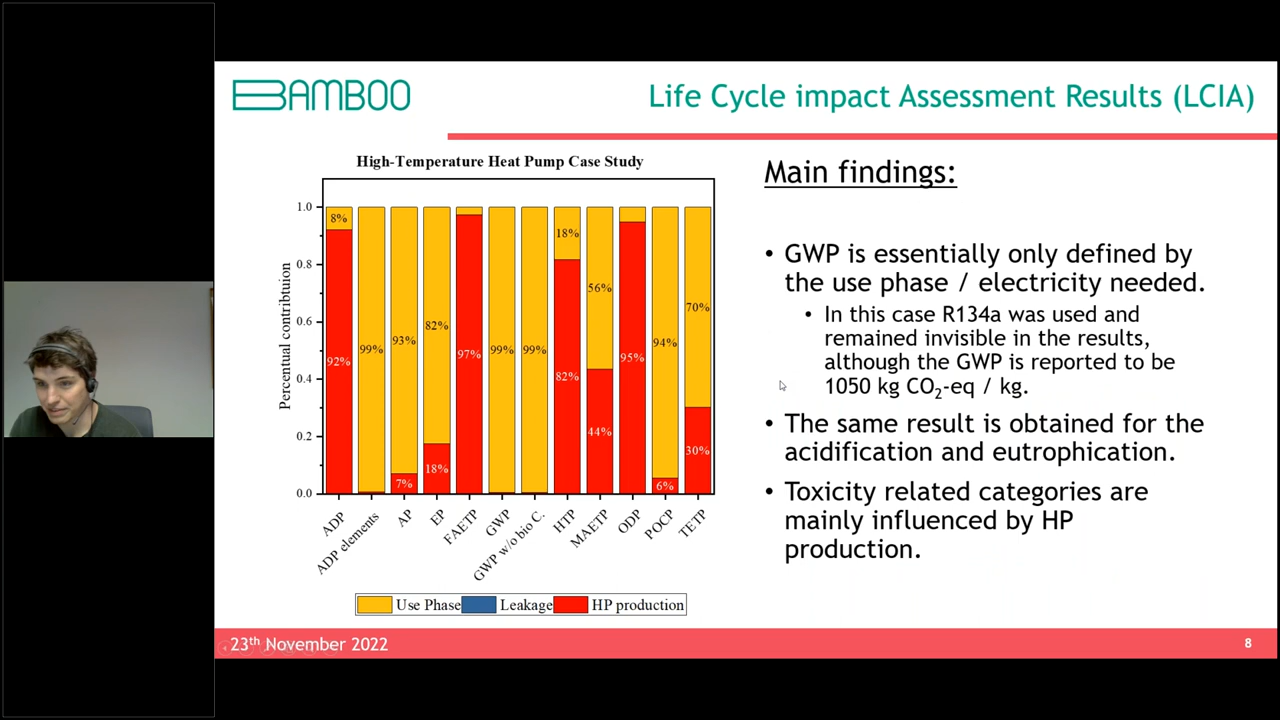 BAMBOO
Life Cycle impact Assessment Results (LCIA)
High-Temperature Heat Pump Case Study
Percentual contribtuion
1.0
0.8
0.6
0.4
0.2
0.0
8%
92%
99%
93%
7%
82%
18%
97%
99%
99%
18%
82%
56%
44%
95%
94%
6%
70%
30%
ADP
ADP elements
AP
EP
FAETP
GWP
GWP w/o bio C.
HTP
MAETP
ODP
POCP
TETP
Use Phase Leakage HP production
Main findings:
• GWP is essentially only defined by
the use phase / electricity needed.
• In this case R134a was used and
remained invisible in the results,
although the GWP is reported to be
1050 kg CO₂-eq / kg.
• The same result is obtained for the
acidification and eutrophication.
• Toxicity related categories are
mainly influenced by HP
production.
23th November 2022
8